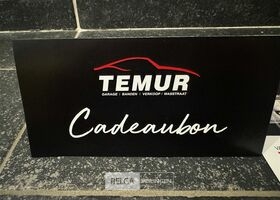 TEMUR
GARAGE | BANDEN | VERKOOP | WASSTRAAT
Cadeaubon